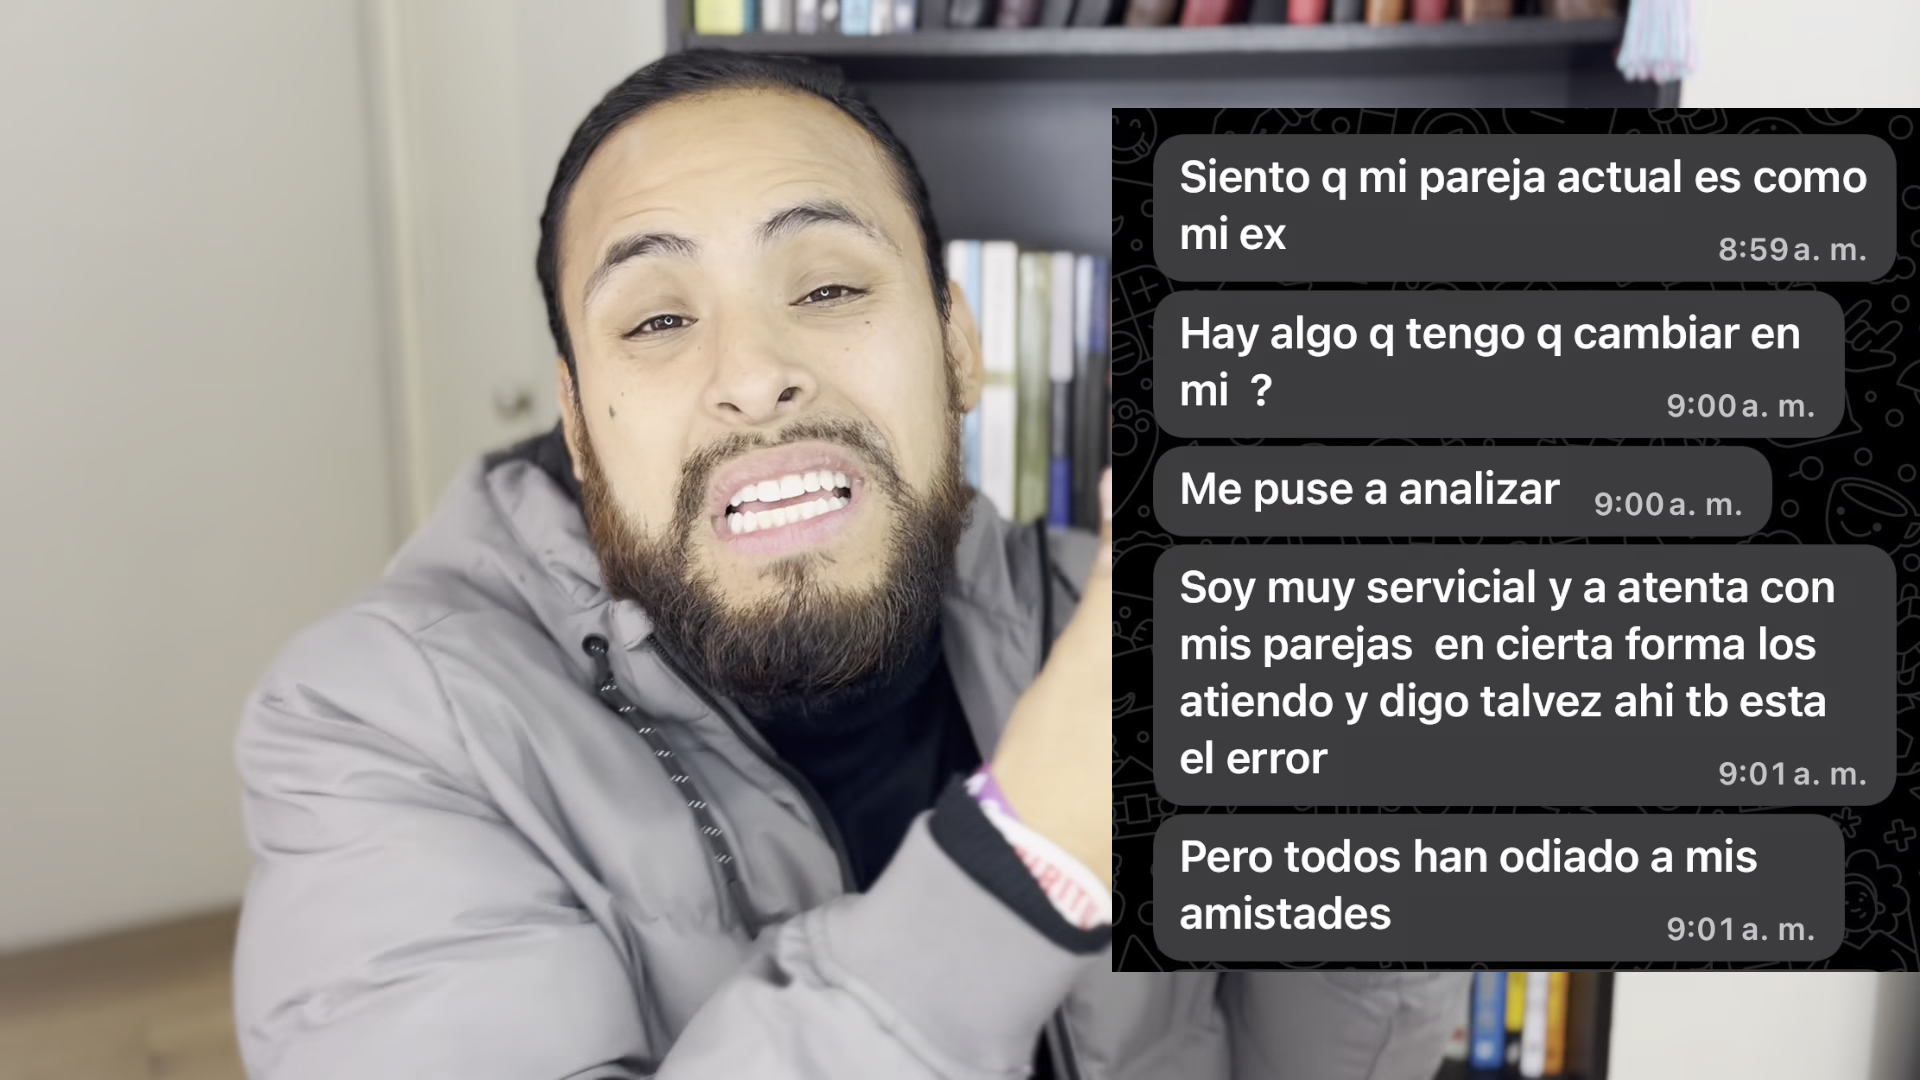 Siento q mi pareja actual es como
mi ex
8:59 a. m.
Hay algo q tengo q cambiar en
mi  ?
9:00 a. m.
Me puse a analizar
9:00 a. m.
Soy muy servicial y a atenta con
mis parejas  en cierta forma los
atiendo y digo talvez ahi tb esta
el error
9:01 a. m.
Pero todos han odiado a mis
amistades
9:01 a. m.